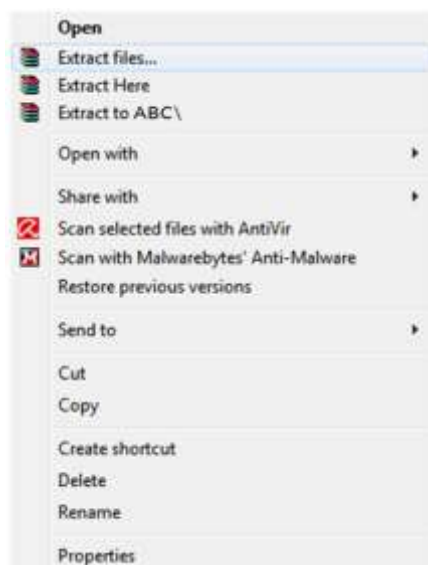 Open
Extract files...
Extract Here
Extract to ABC\
Open with
Share with
Scan selected files with AntiVir
Scan with Malwarebytes' Anti-Malware
Restore previous versions
Send to
Cut
Copy
Create shortcut
Delete
Rename
Properties